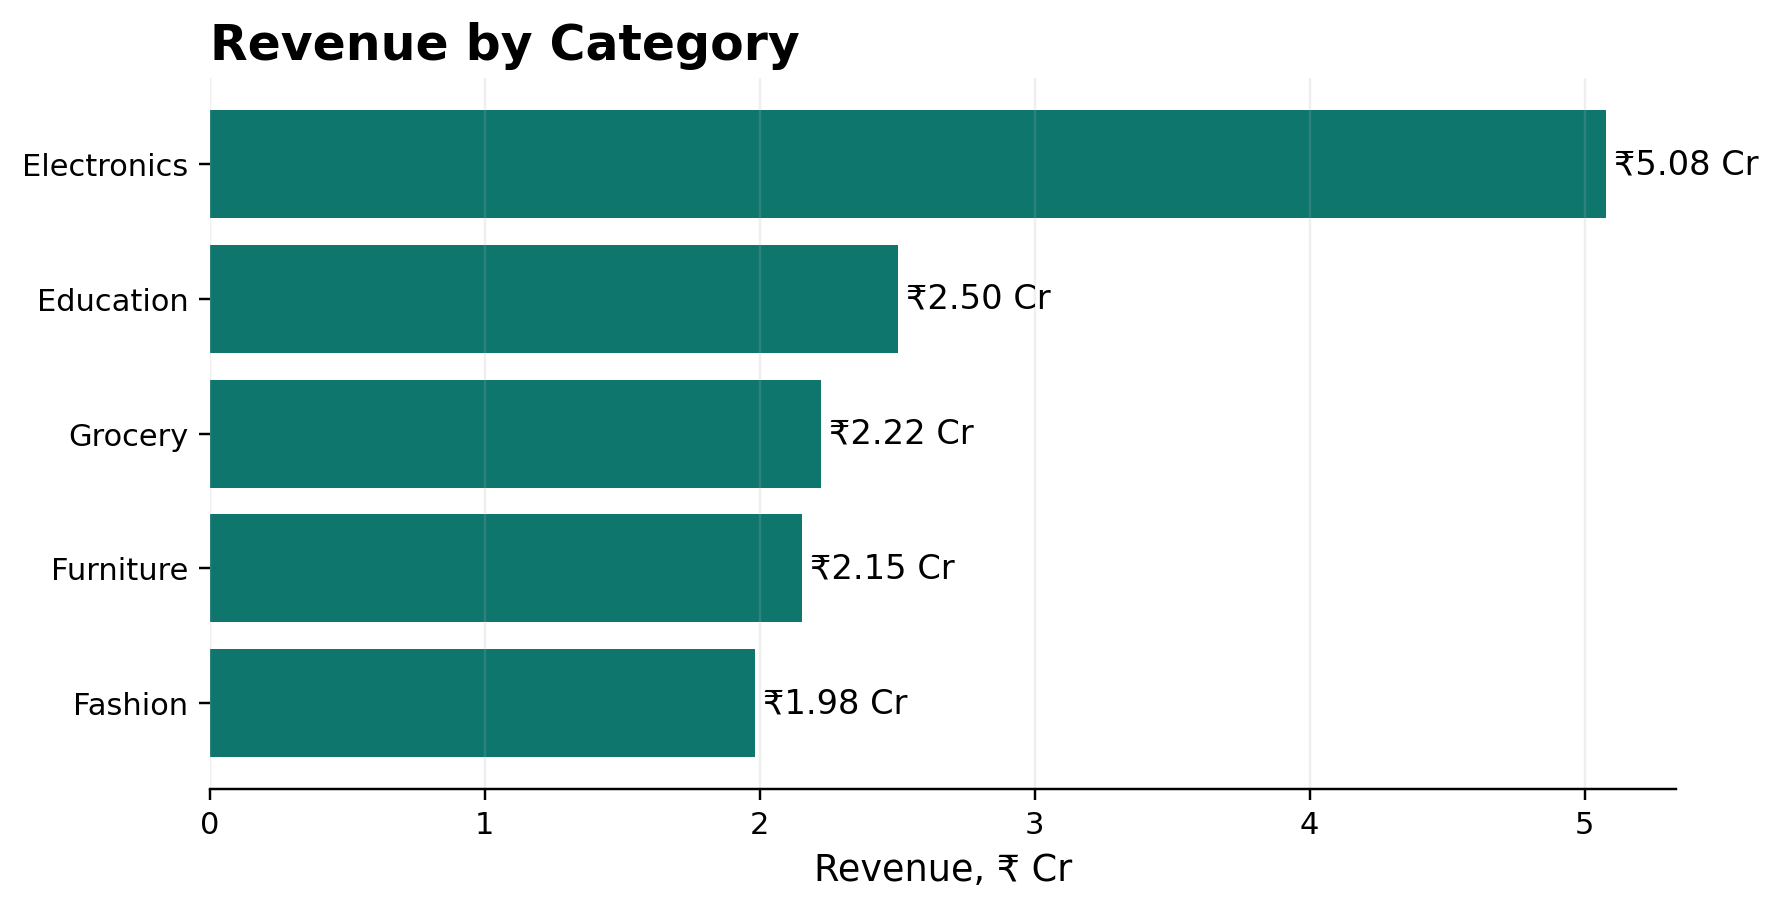 Revenue by Category
Electronics ₹5.08 Cr
Education ₹2.50 Cr
Grocery ₹2.22 Cr
Furniture ₹2.15 Cr
Fashion ₹1.98 Cr
0 1 2 3 4 5
Revenue, ₹ Cr